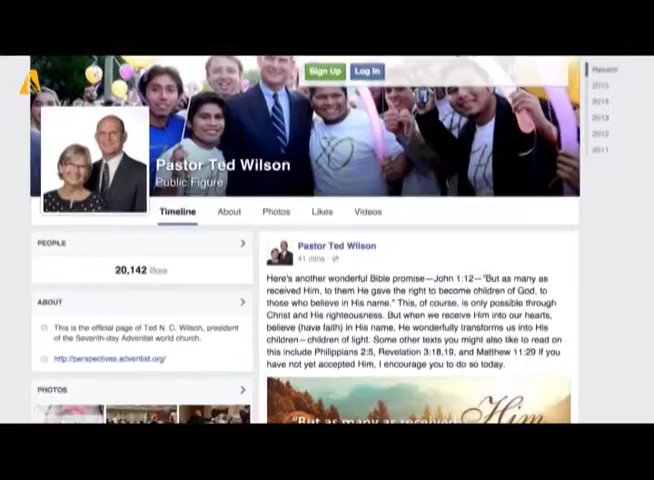 Sign Up
Log In
Recent
2015
2014
2013
2012
2011
Pastor Ted Wilson
Public Figure
Timeline
About
Photos
Likes
Videos
PEOPLE
20,142 likes
ABOUT
This is the official page of Ted N. C. Wilson, president
of the Seventh-day Adventist world church.
http://perspectives.adventist.org/
PHOTOS
Pastor Ted Wilson
41 mins
Here's another wonderful Bible promise—John 1:12—"But as many as
received Him, to them He gave the right to become children of God, to
those who believe in His name." This, of course, is only possible through
Christ and His righteousness. But when we receive Him into our hearts,
believe (have faith) in His name, He wonderfully transforms us into His
children—children of light. Some other texts you might also like to read on
this include Philippians 2:5, Revelation 3:18,19, and Matthew 11:29 If you
have not yet accepted Him, I encourage you to do so today.
"But as many as received Him